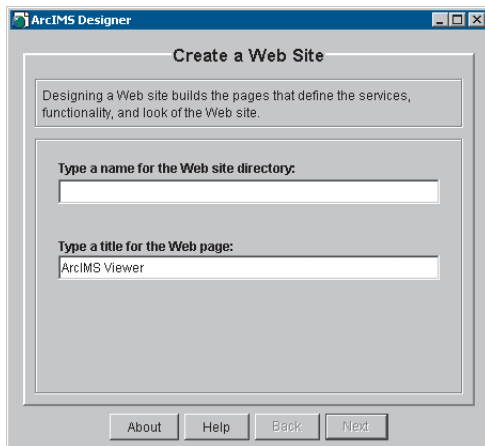 ArcIMS Designer
Create a Web Site
Designing a Web site builds the pages that define the services,
functionality, and look of the Web site.
Type a name for the Web site directory:
Type a title for the Web page:
ArcIMS Viewer
About Help Back Next